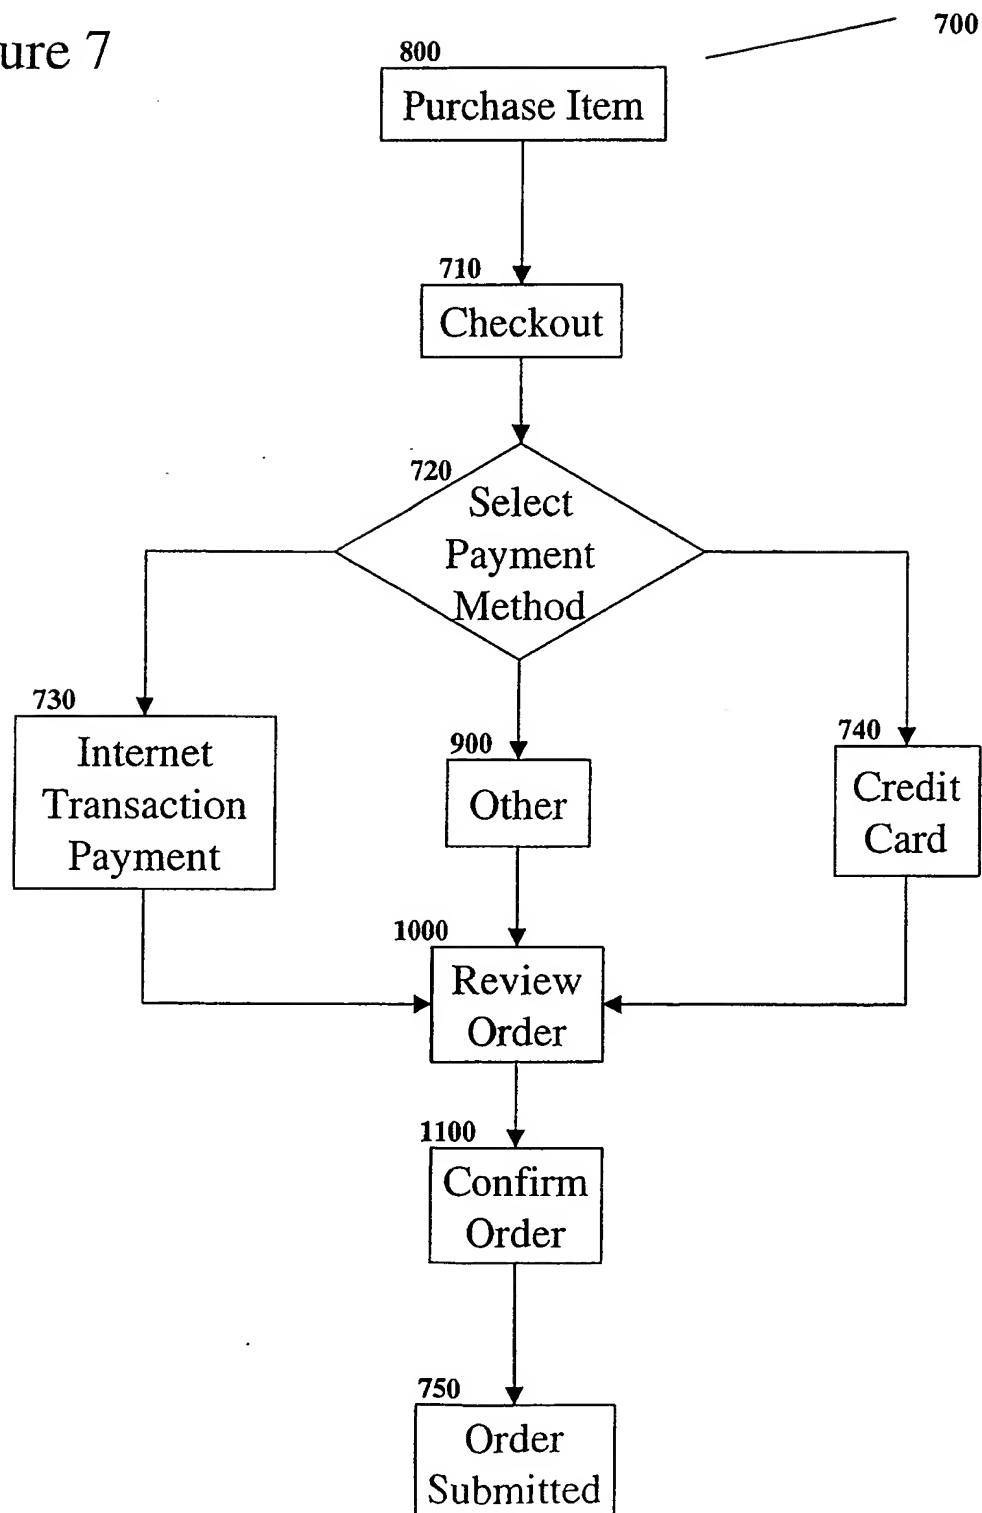 ure 7
700
800
Purchase Item
710
Checkout
720
Select
Payment
Method
730
Internet
Transaction
Payment
900
Other
740
Credit
Card
1000
Review
Order
1100
Confirm
Order
750
Order
Submitted